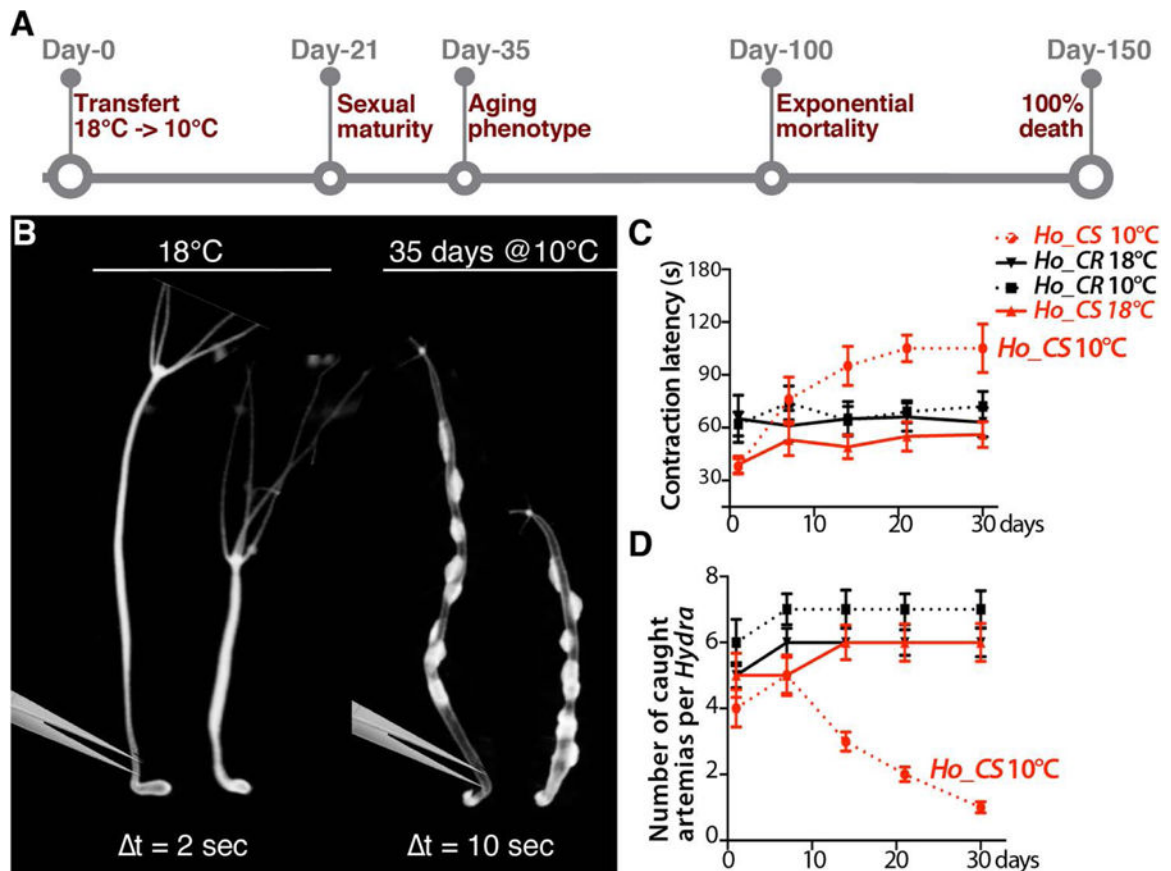 A
Day-0 Day-21 Day-35 Day-100 Day-150
Transfert
18°C -> 10°C
Sexual
maturity
Aging
phenotype
Exponential
mortality
100%
death
B
18°C
35 days @10°C
Δt = 2 sec
Δt = 10 sec
C
Ho_CS 10°C
Ho_CR 18°C
Ho_CR 10°C
Ho_CS 18°C
Contraction latency (s)
180
150
120
90
60
30
Ho_CS 10°C
0 10 20 30 days
D
Number of caught
artemias per Hydra
8
6
4
2
0
Ho_CS 10°C
0 10 20 30 days